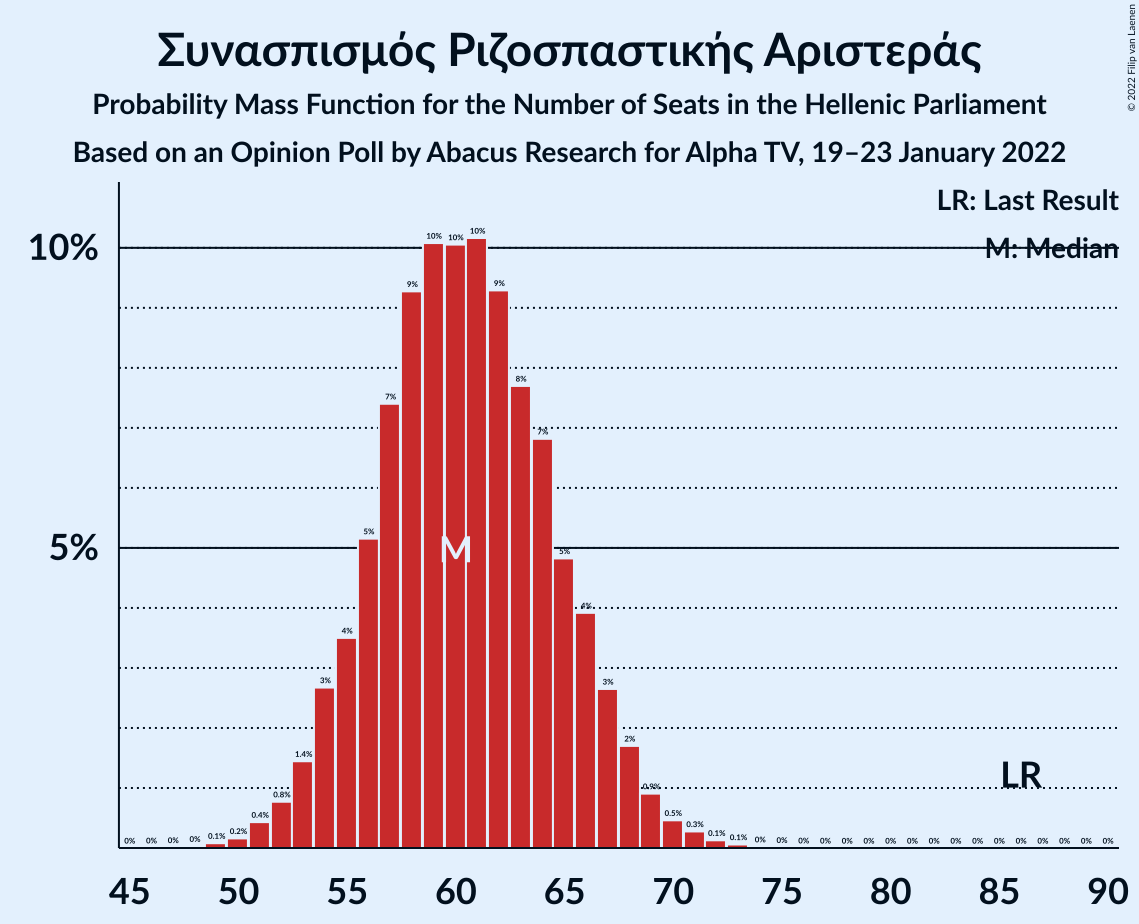 Συνασπισμός Ριζοσπαστικής Αριστεράς
Probability Mass Function for the Number of Seats in the Hellenic Parliament
Based on an Opinion Poll by Abacus Research for Alpha TV, 19–23 January 2022
© 2022 Filip van Laenen
LR: Last Result
M: Median
10%
5%
0% 0% 0% 0% 0.1% 0.2% 0.4% 0.8% 1.4% 3% 4% 5% 7% 9% 10% 10% 10% 9% 8% 7% 5% 4% 3% 2% 0.9% 0.5% 0.3% 0.1% 0.1% 0% 0% 0% 0% 0% 0% 0% 0% 0% 0% 0% 0% 0% 0% 0% 0% 0%
M
LR
45 50 55 60 65 70 75 80 85 90